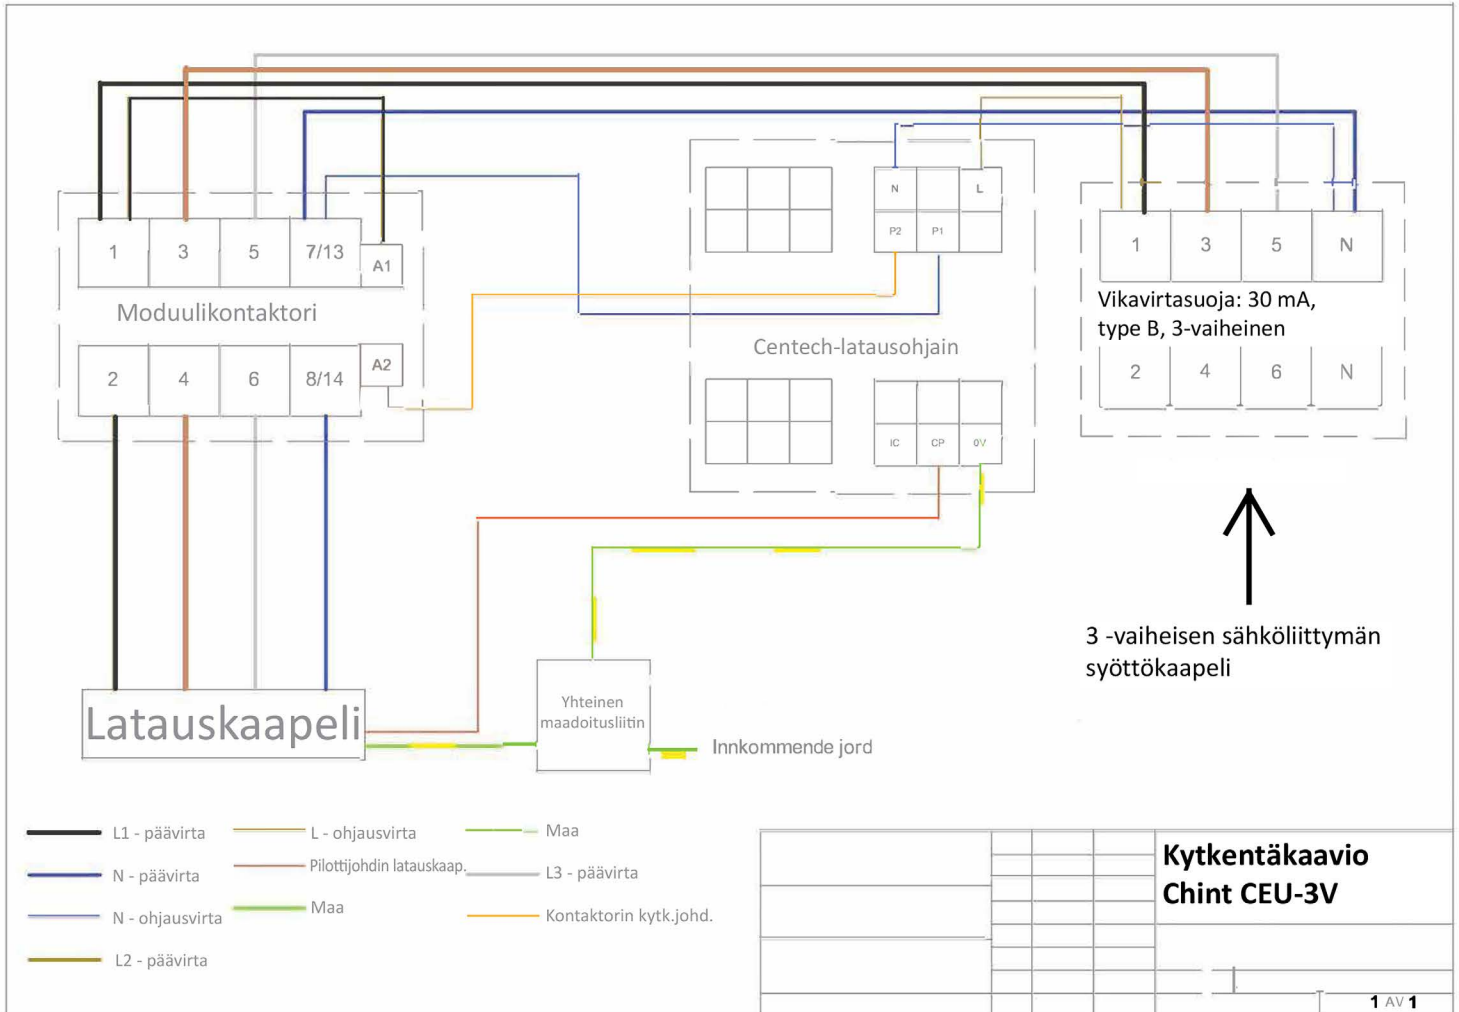 N
L
P2
P1
1
3
5
7/13
A1
1
3
5
N
Moduulikontaktori
Vikavirtasuoja: 30 mA,
type B, 3-vaiheinen
Centech-latausohjain
2
4
6
8/14
A2
2
4
6
N
IC
CP
0V
3 -vaiheisen sähköliittymän
syöttökaapeli
Latauskaapeli
Yhteinen
maadoitusliitin
Innkommende jord
L1 - päävirta
L - ohjausvirta
Maa
N - päävirta
Pilottijohdin latauskaap.
L3 - päävirta
N - ohjausvirta
Maa
Kontaktorin kytk.johd.
L2 - päävirta
Kytkentäkaavio
Chint CEU-3V
1 AV 1